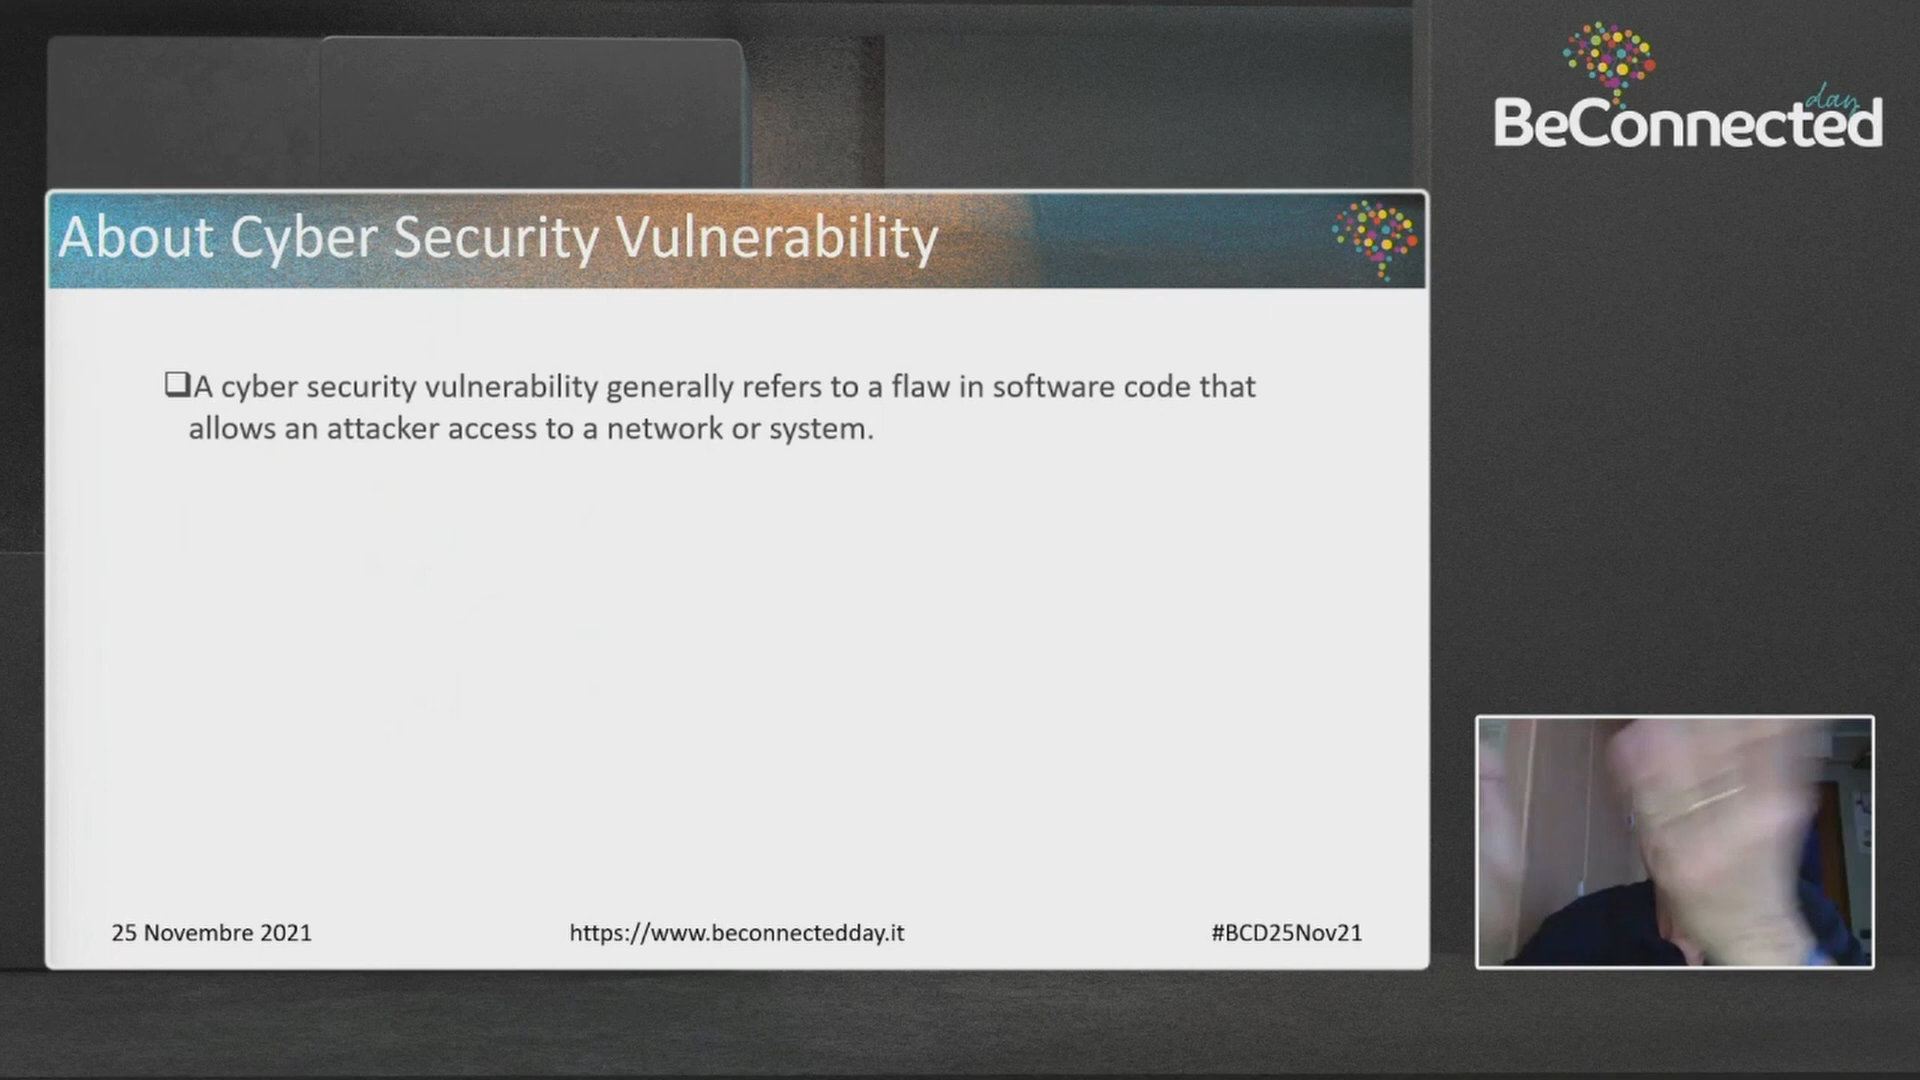 day
BeConnected
About Cyber Security Vulnerability
❑A cyber security vulnerability generally refers to a flaw in software code that
allows an attacker access to a network or system.
25 Novembre 2021
https://www.beconnectedday.it
#BCD25Nov21